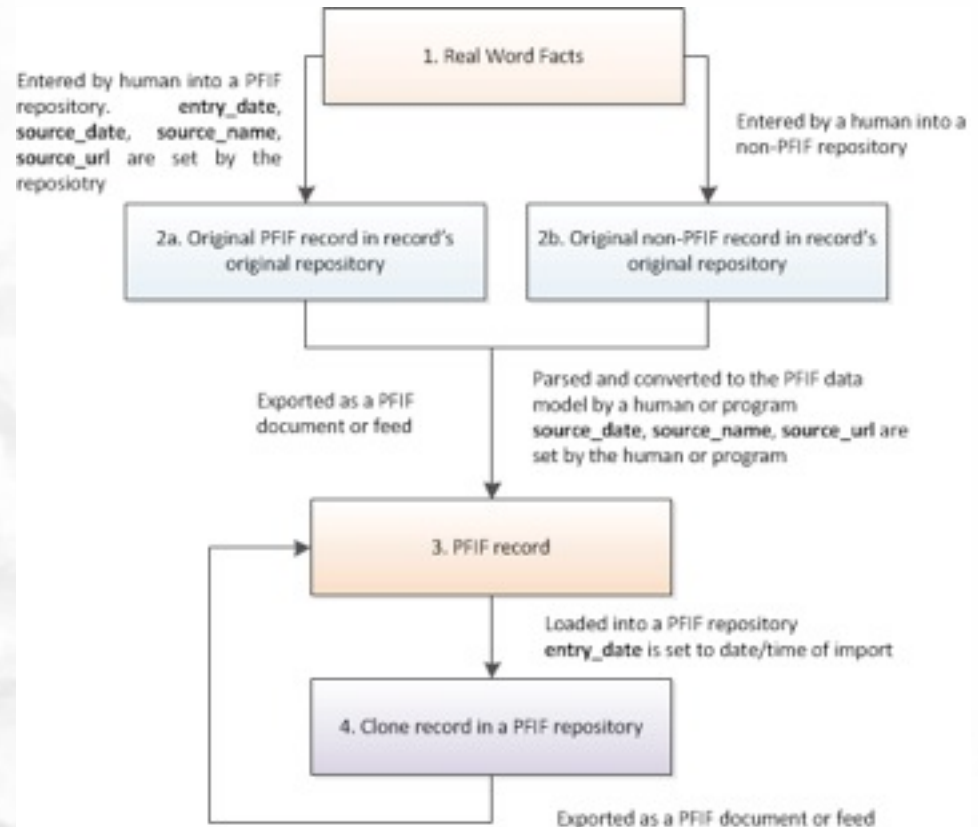 1. Real Word Facts
Entered by human into a PFIF
repository. entry_date,
source_date, source_name,
source_url are set by the
reposiotry
Entered by a human into a
non-PFIF repository
2a. Original PFIF record in record's
original repository
2b. Original non-PFIF record in record's
original repository
Exported as a PFIF
document or feed
Parsed and converted to the PFIF data
model by a human or program
source_date, source_name, source_url are
set by the human or program
3. PFIF record
Loaded into a PFIF repository
entry_date is set to date/time of import
4. Clone record in a PFIF repository
Exported as a PFIF document or feed